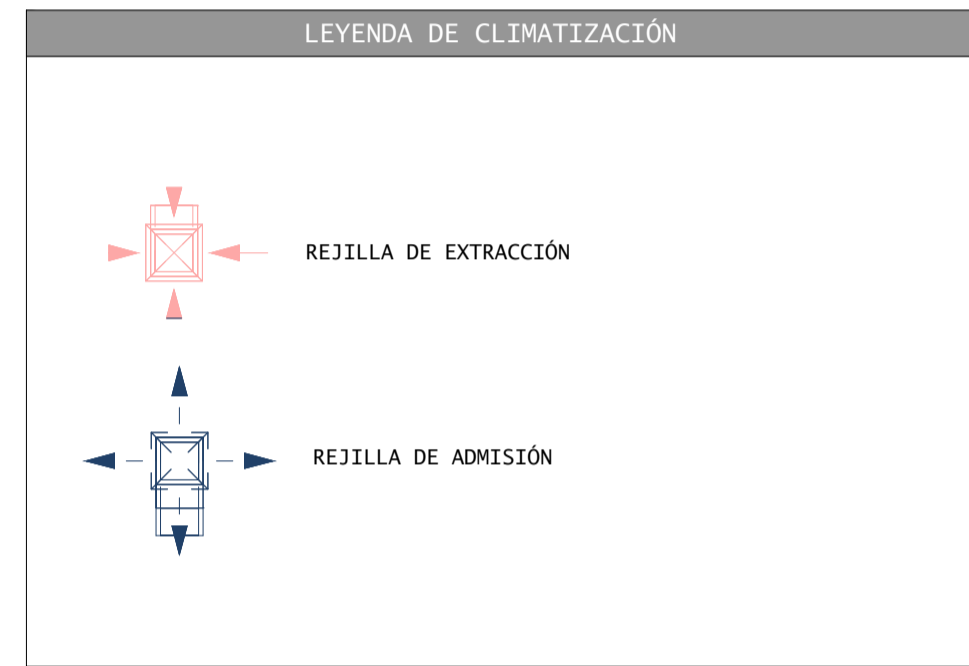 LEYENDA DE CLIMATIZACIÓN
REJILLA DE EXTRACCIÓN
REJILLA DE ADMISIÓN